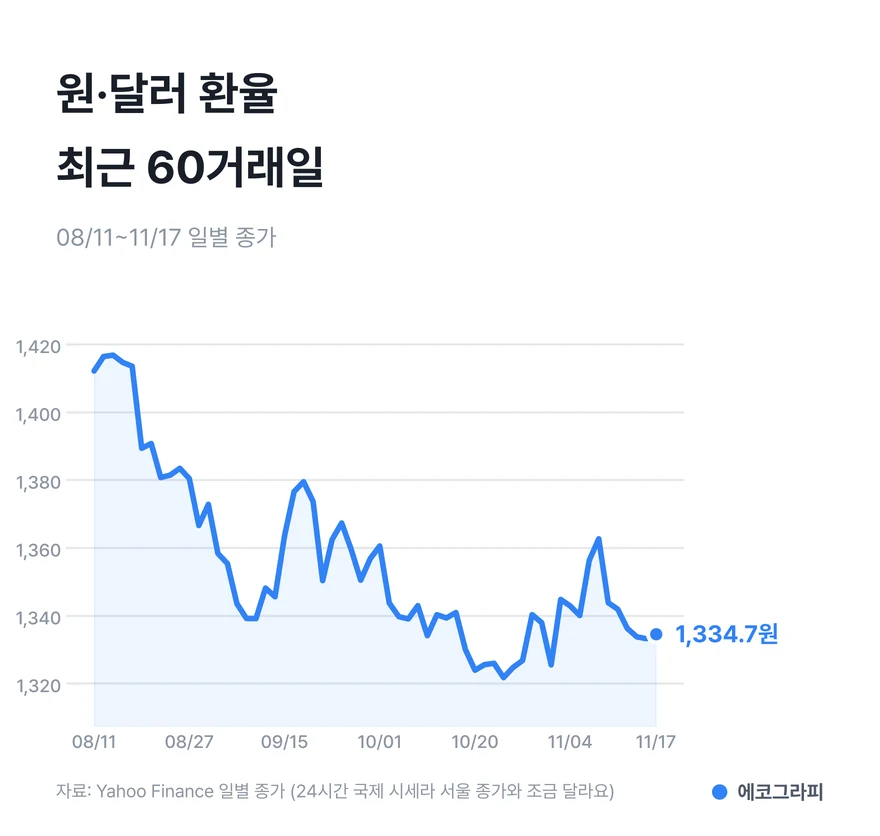 원·달러 환율
최근 60거래일
08/11~11/17 일별 종가
1,420
1,400
1,380
1,360
1,340
1,320
1,334.7원
08/11 08/27 09/15 10/01 10/20 11/04 11/17
자료: Yahoo Finance 일별 종가 (24시간 국제 시세라 서울 종가와 조금 달라요)
에코그라피